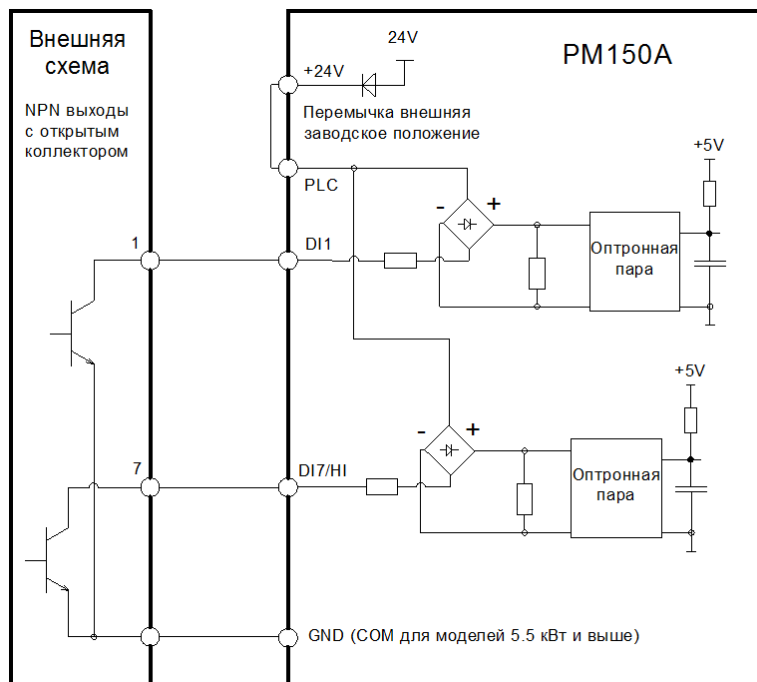 Внешняя
схема
NPN выходы
с открытым
коллектором
1
7
PM150A
24V
+24V
Перемычка внешняя
заводское положение
PLC
DI1
-
+
Оптронная
пара
+5V
DI7/HI
-
+
Оптронная
пара
+5V
GND (COM для моделей 5.5 кВт и выше)